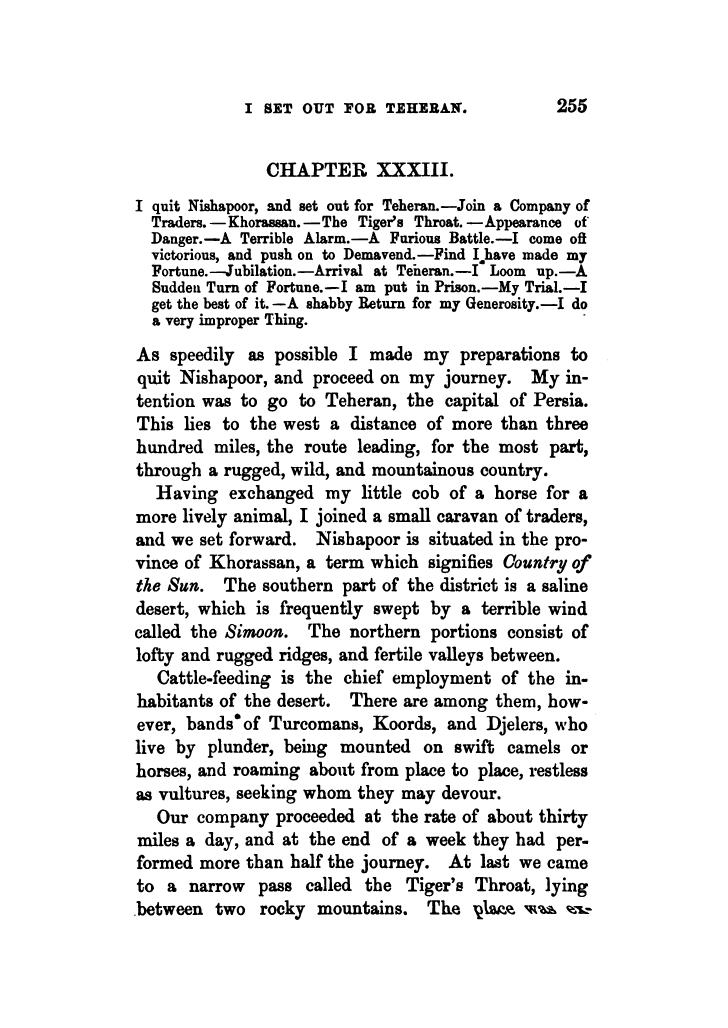 I SET OUT FOR TEHERAN. 255
CHAPTER XXXIII.
I quit Nishapoor, and set out for Teheran.—Join a Company of
Traders.—Khorassan.—The Tiger's Throat.—Appearance of
Danger.—A Terrible Alarm.—A Furious Battle.—I come off
victorious, and push on to Demavend.—Find I have made my
Fortune.—Jubilation.—Arrival at Teheran.—I Loom up.—A
Sudden Turn of Fortune.—I am put in Prison.—My Trial.—I
get the best of it.—A shabby Return for my Generosity.—I do
a very improper Thing.
As speedily as possible I made my preparations to
quit Nishapoor, and proceed on my journey. My in-
tention was to go to Teheran, the capital of Persia.
This lies to the west a distance of more than three
hundred miles, the route leading, for the most part,
through a rugged, wild, and mountainous country.
Having exchanged my little cob of a horse for a
more lively animal, I joined a small caravan of traders,
and we set forward. Nishapoor is situated in the pro-
vince of Khorassan, a term which signifies Country of
the Sun. The southern part of the district is a saline
desert, which is frequently swept by a terrible wind
called the Simoon. The northern portions consist of
lofty and rugged ridges, and fertile valleys between.
Cattle-feeding is the chief employment of the in-
habitants of the desert. There are among them, how-
ever, bands of Turcomans, Koords, and Djelers, who
live by plunder, being mounted on swift camels or
horses, and roaming about from place to place, restless
as vultures, seeking whom they may devour.
Our company proceeded at the rate of about thirty
miles a day, and at the end of a week they had per-
formed more than half the journey. At last we came
to a narrow pass called the Tiger's Throat, lying
between two rocky mountains. The place was ex-